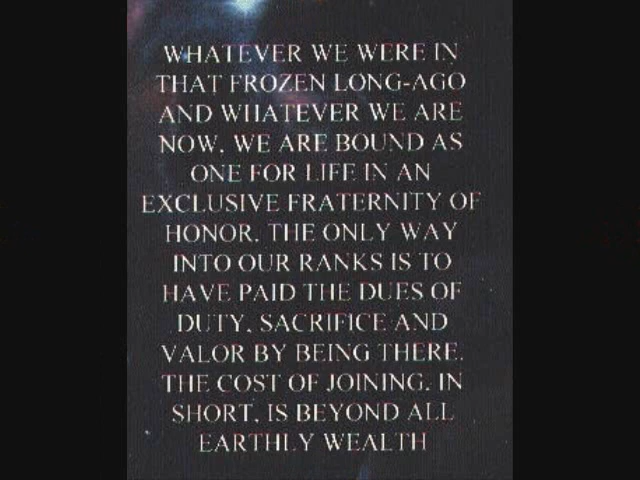 WHATEVER WE WERE IN
THAT FROZEN LONG-AGO
AND WHATEVER WE ARE
NOW, WE ARE BOUND AS
ONE FOR LIFE IN AN
EXCLUSIVE FRATERNITY OF
HONOR. THE ONLY WAY
INTO OUR RANKS IS TO
HAVE PAID THE DUES OF
DUTY, SACRIFICE AND
VALOR BY BEING THERE.
THE COST OF JOINING, IN
SHORT, IS BEYOND ALL
EARTHLY WEALTH